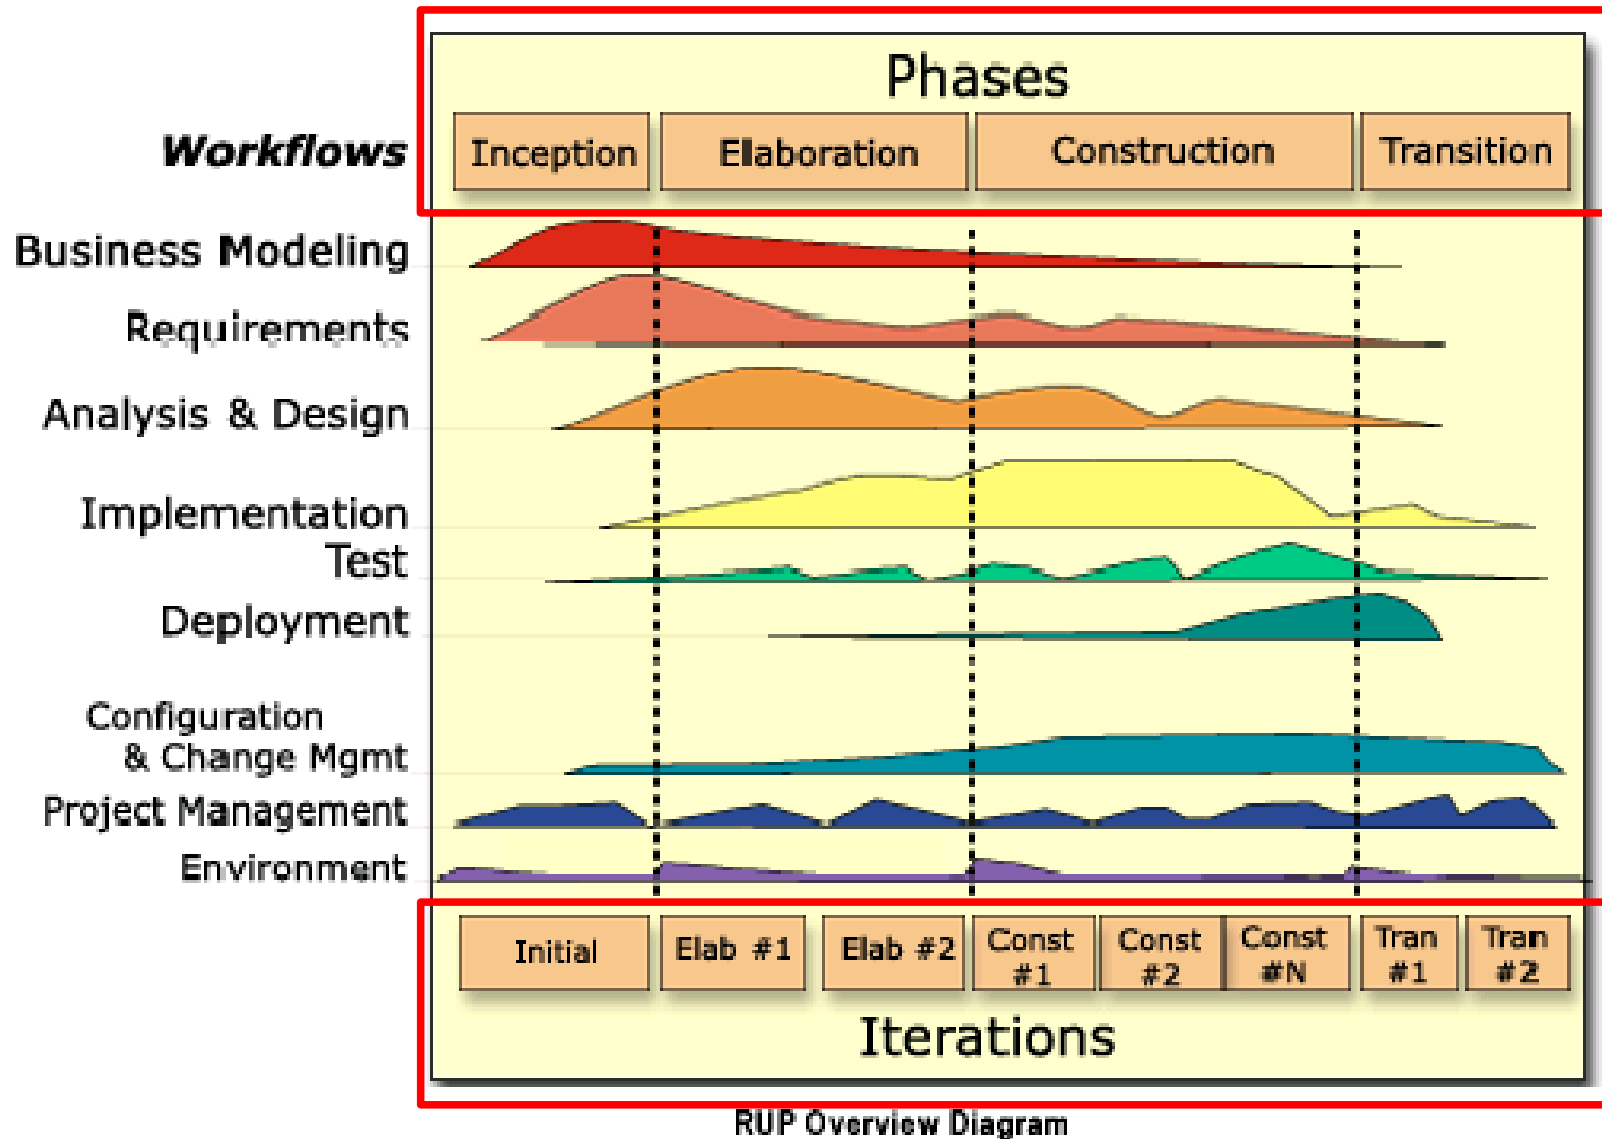 Phases
Workflows Inception Elaboration Construction Transition
Business Modeling
Requirements
Analysis & Design
Implementation
Test
Deployment
Configuration
& Change Mgmt
Project Management
Environment
Initial Elab #1 Elab #2 Const #1 Const #2 Const #N Tran #1 Tran #2
Iterations
RUP Overview Diagram